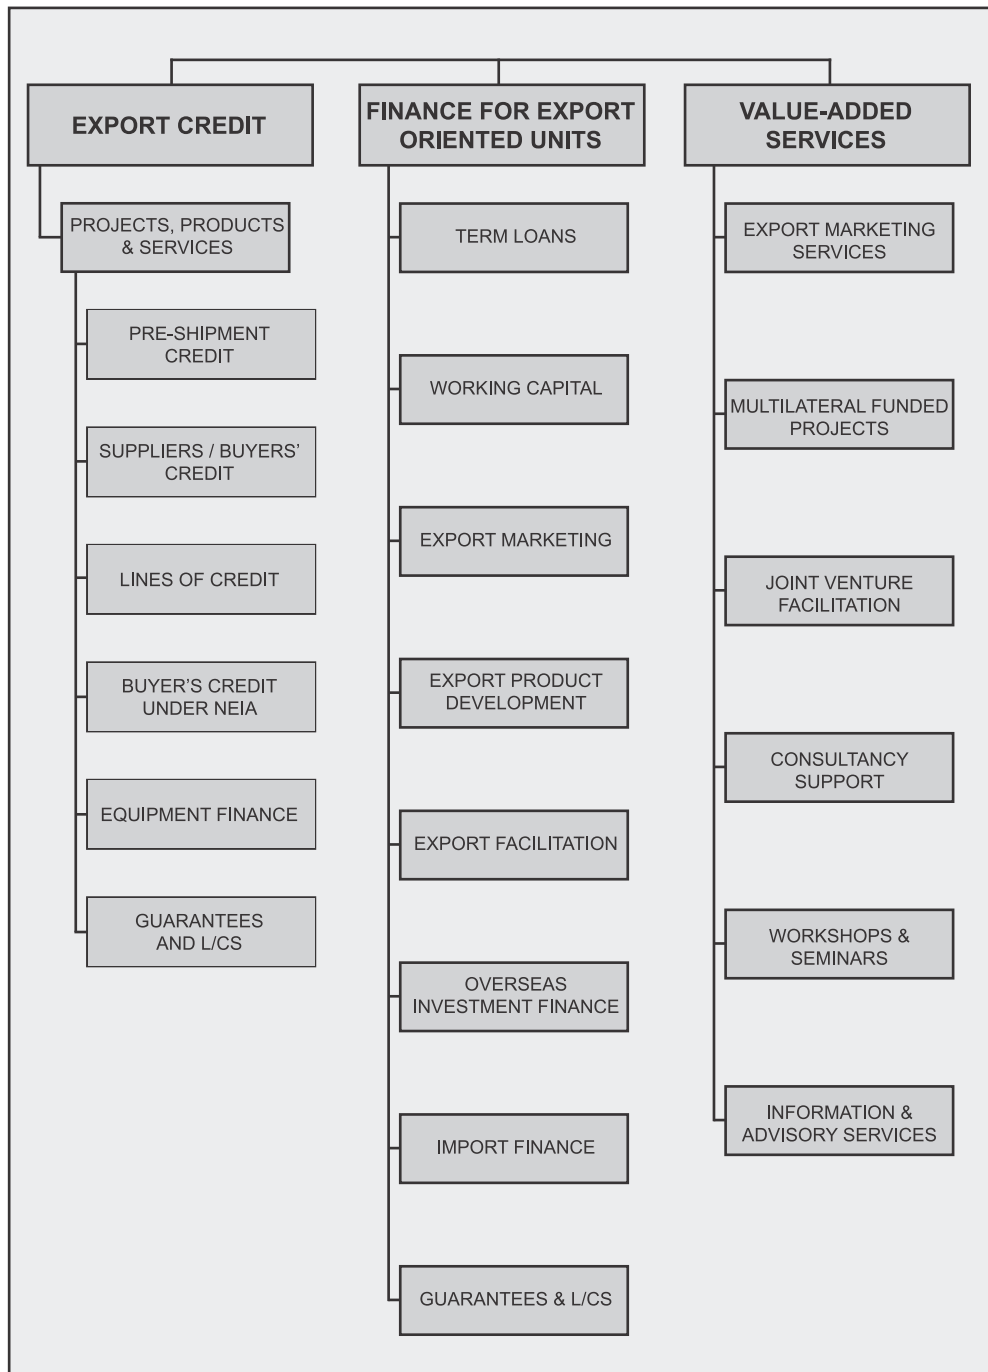 EXPORT CREDIT
PROJECTS, PRODUCTS
& SERVICES
PRE-SHIPMENT
CREDIT
SUPPLIERS / BUYERS’
CREDIT
LINES OF CREDIT
BUYER’S CREDIT
UNDER NEIA
EQUIPMENT FINANCE
GUARANTEES
AND L/CS
FINANCE FOR EXPORT
ORIENTED UNITS
TERM LOANS
WORKING CAPITAL
EXPORT MARKETING
EXPORT PRODUCT
DEVELOPMENT
EXPORT FACILITATION
OVERSEAS
INVESTMENT FINANCE
IMPORT FINANCE
GUARANTEES & L/CS
VALUE-ADDED
SERVICES
EXPORT MARKETING
SERVICES
MULTILATERAL FUNDED
PROJECTS
JOINT VENTURE
FACILITATION
CONSULTANCY
SUPPORT
WORKSHOPS &
SEMINARS
INFORMATION &
ADVISORY SERVICES